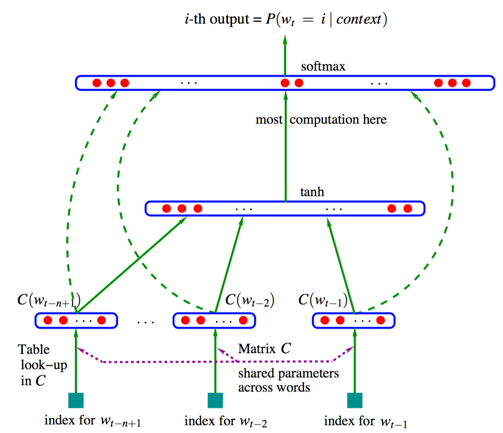 i-th output = P(w_t = i | context)
softmax
. . .
. . .
most computation here
tanh
. . .
. . .
C(w_{t−n+1})
C(w_{t−2})
C(w_{t−1})
. . .
. . .
. . .
. . .
Table
look−up
in C
Matrix C
shared parameters
across words
index for w_{t−n+1}
index for w_{t−2}
index for w_{t−1}